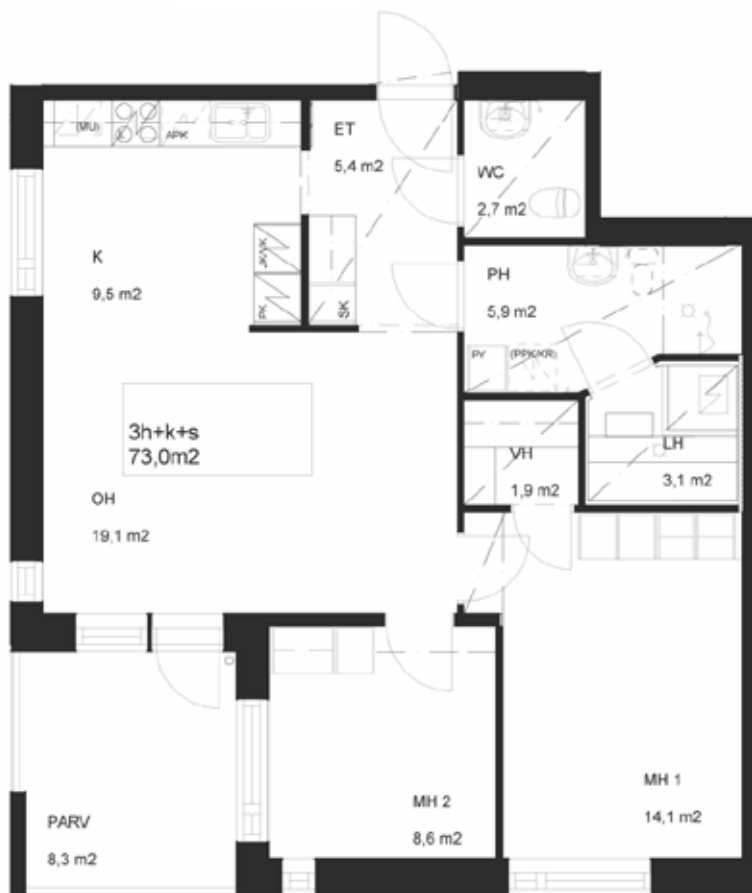 (MU)
APK
ET
5,4 m2
WC
2,7 m2
K
9,5 m2
JK/VK
PK
SK
PH
5,9 m2
PY
(PPK/KR)
3h+k+s
73,0m2
VH
1,9 m2
LH
3,1 m2
OH
19,1 m2
MH 1
14,1 m2
MH 2
8,6 m2
PARV
8,3 m2